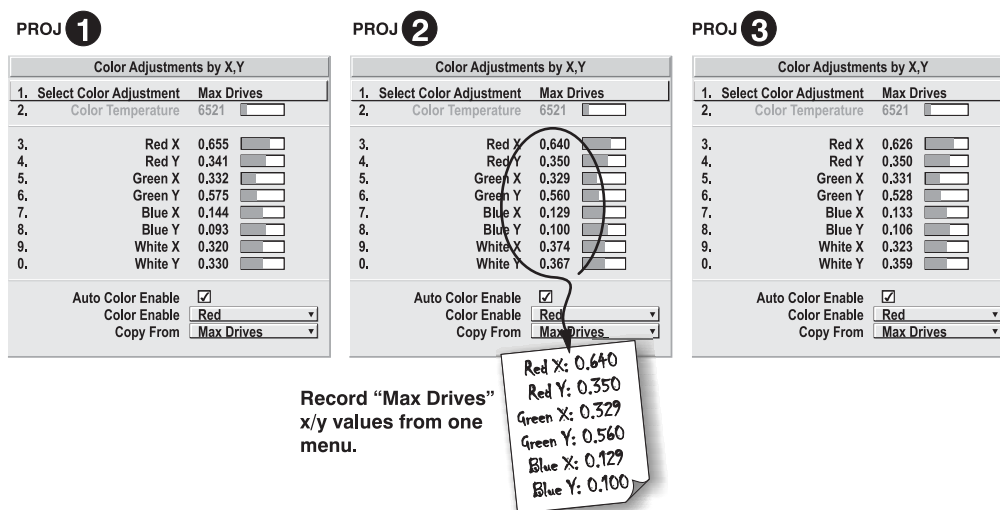 PROJ 1
Color Adjustments by X,Y
1. Select Color Adjustment Max Drives
2. Color Temperature 6521
3. Red X 0.655
4. Red Y 0.341
5. Green X 0.332
6. Green Y 0.575
7. Blue X 0.144
8. Blue Y 0.093
9. White X 0.320
0. White Y 0.330
Auto Color Enable
Color Enable Red
Copy From Max Drives
PROJ 2
Color Adjustments by X,Y
1. Select Color Adjustment Max Drives
2. Color Temperature 6521
3. Red X 0.640
4. Red Y 0.350
5. Green X 0.329
6. Green Y 0.560
7. Blue X 0.129
8. Blue Y 0.100
9. White X 0.374
0. White Y 0.367
Auto Color Enable
Color Enable Red
Copy From Max Drives
PROJ 3
Color Adjustments by X,Y
1. Select Color Adjustment Max Drives
2. Color Temperature 6521
3. Red X 0.626
4. Red Y 0.350
5. Green X 0.331
6. Green Y 0.528
7. Blue X 0.133
8. Blue Y 0.106
9. White X 0.323
0. White Y 0.359
Auto Color Enable
Color Enable Red
Copy From Max Drives
Record “Max Drives”
x/y values from one
menu.
Red X: 0.640
Red Y: 0.350
Green X: 0.329
Green Y: 0.560
Blue X: 0.129
Blue Y: 0.100